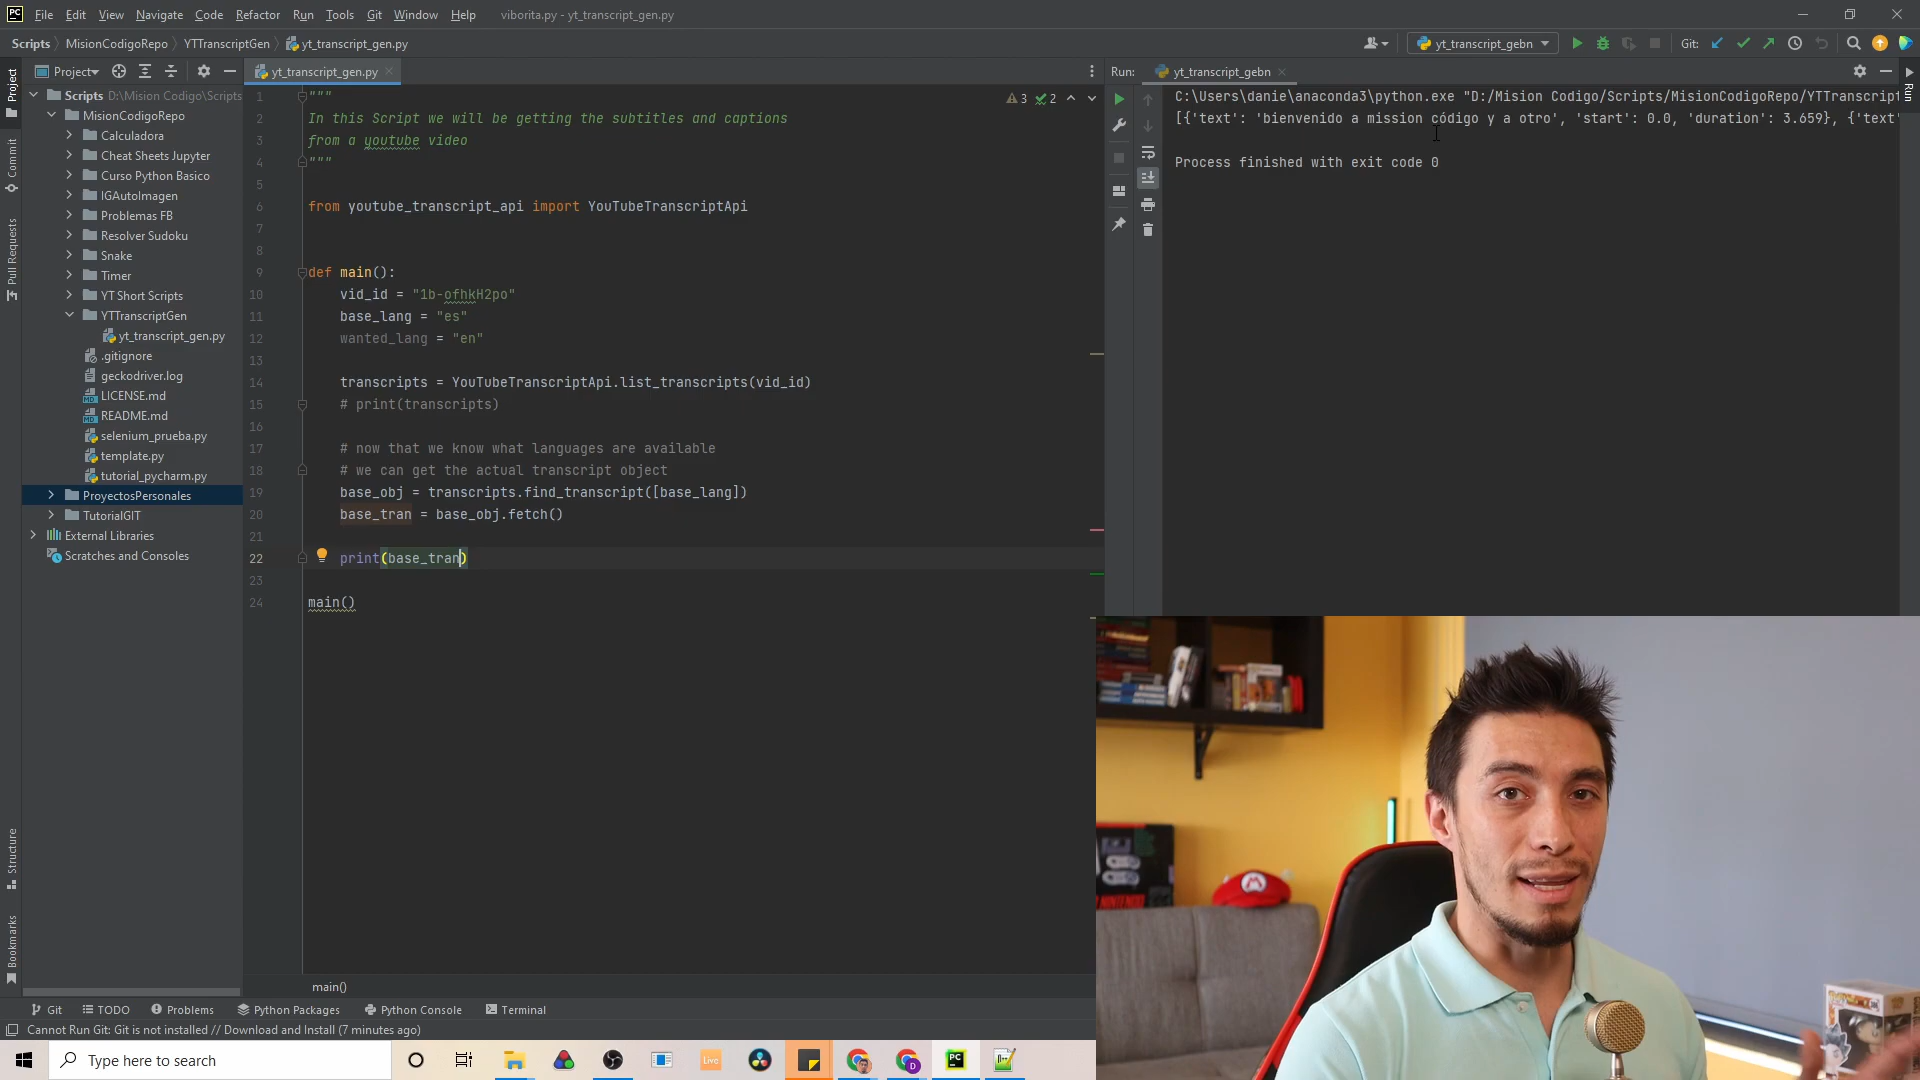 File Edit View Navigate Code Refactor Run Tools Git Window Help viborita.py - yt_transcript_gen.py
Scripts MisionCodigoRepo YTTranscriptGen yt_transcript_gen.py yt_transcript_gebn Git:
Project yt_transcript_gen.py Run: yt_transcript_gebn
Scripts D:\Mision Codigo\Scripts
MisionCodigoRepo
Calculadora
Cheat Sheets Jupyter
Curso Python Basico
IGAutoImagen
Problemas FB
Resolver Sudoku
Snake
Timer
YT Short Scripts
YTTranscriptGen
yt_transcript_gen.py
.gitignore
geckodriver.log
LICENSE.md
README.md
selenium_prueba.py
template.py
tutorial_pycharm.py
ProyectosPersonales
TutorialGIT
External Libraries
Scratches and Consoles
Project
Commit
Pull Requests
Structure
Bookmarks
3 2
1 """
2 In this Script we will be getting the subtitles and captions
3 from a youtube video
4 """
5
6 from youtube_transcript_api import YouTubeTranscriptApi
7
8
9 def main():
10 vid_id = "1b-ofhkH2po"
11 base_lang = "es"
12 wanted_lang = "en"
13
14 transcripts = YouTubeTranscriptApi.list_transcripts(vid_id)
15 # print(transcripts)
16
17 # now that we know what languages are available
18 # we can get the actual transcript object
19 base_obj = transcripts.find_transcript([base_lang])
20 base_tran = base_obj.fetch()
21
22 print(base_tran)
23
24 main()
main()
C:\Users\danie\anaconda3\python.exe "D:/Mision Codigo/Scripts/MisionCodigoRepo/YTTranscript
[{'text': 'bienvenido a mission código y a otro', 'start': 0.0, 'duration': 3.659}, {'text'
Process finished with exit code 0
Run
Git TODO Problems Python Packages Python Console Terminal
Cannot Run Git: Git is not installed // Download and Install (7 minutes ago)
Type here to search
Live